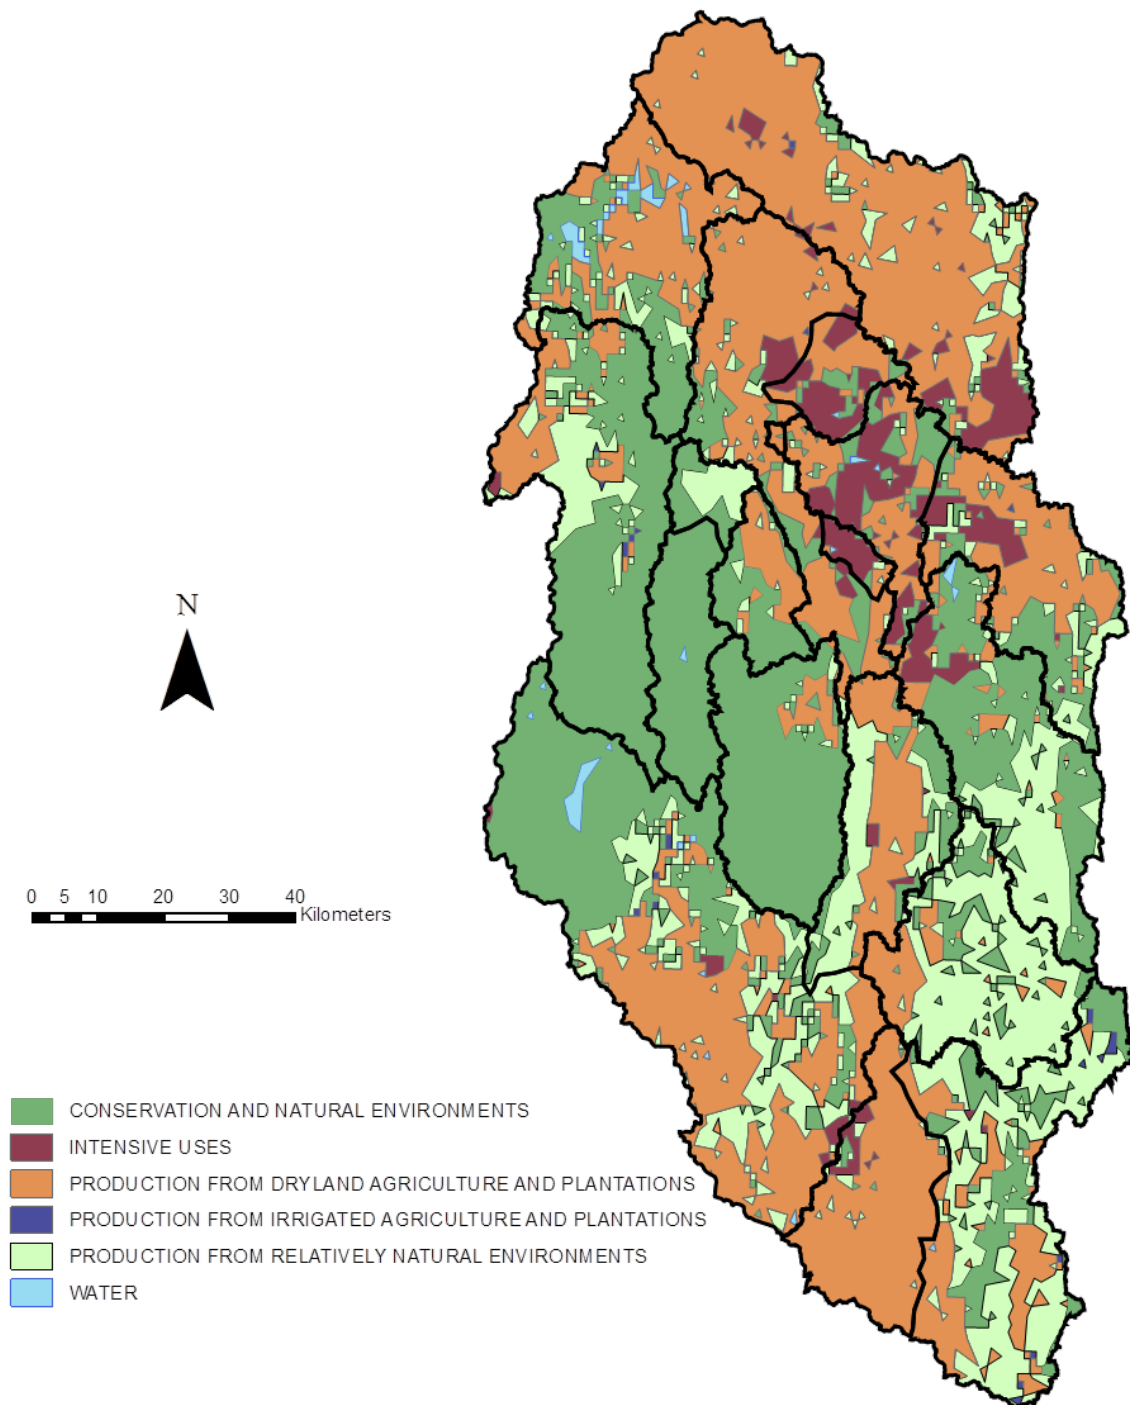 N
0 5 10 20 30 40
Kilometers
CONSERVATION AND NATURAL ENVIRONMENTS
INTENSIVE USES
PRODUCTION FROM DRYLAND AGRICULTURE AND PLANTATIONS
PRODUCTION FROM IRRIGATED AGRICULTURE AND PLANTATIONS
PRODUCTION FROM RELATIVELY NATURAL ENVIRONMENTS
WATER